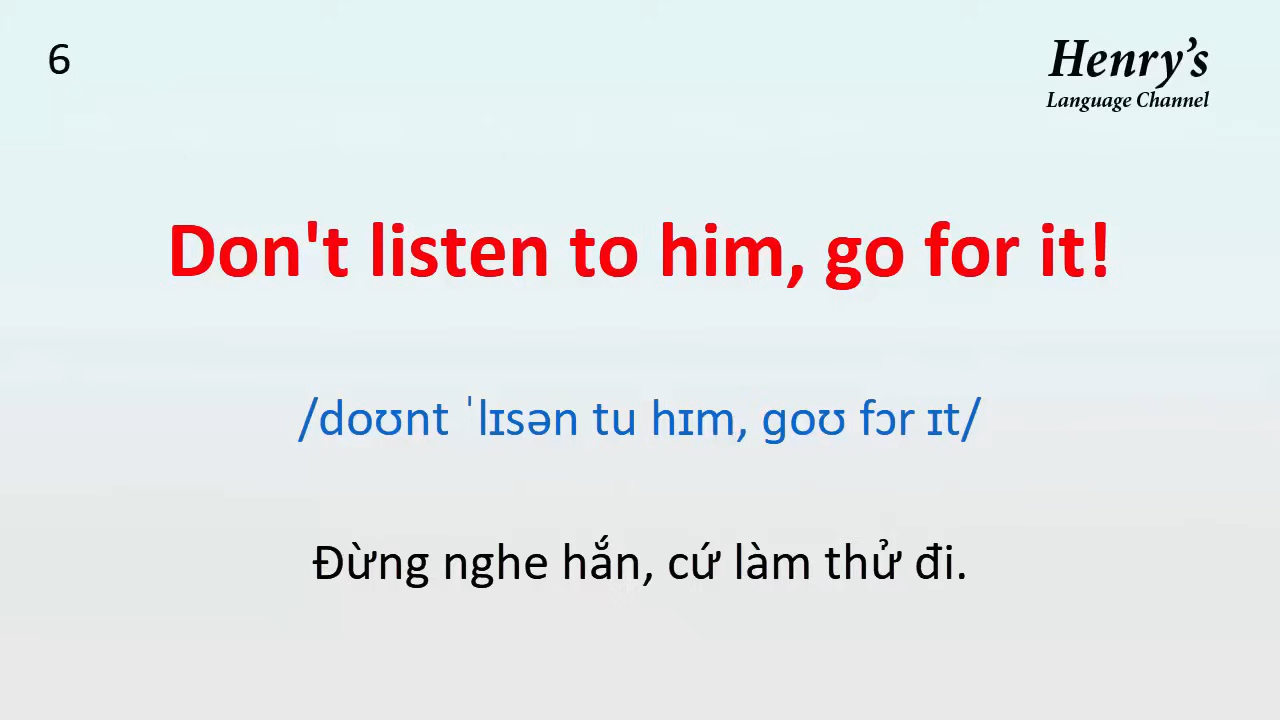 6
Henry's
Language Channel
Don't listen to him, go for it!
/doʊnt ˈlɪsən tu hɪm, goʊ fɔr ɪt/
Đừng nghe hắn, cứ làm thử đi.